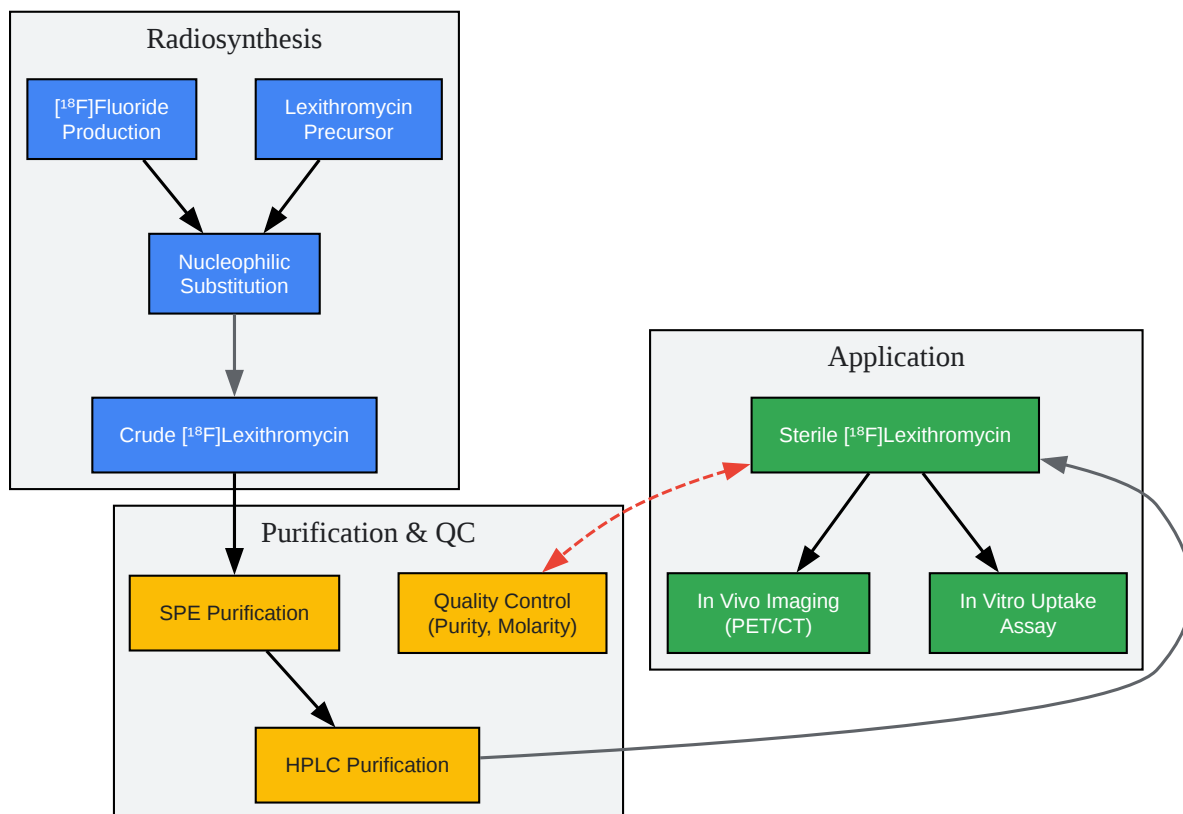 Radiosynthesis
[¹⁸F]Fluoride
Production
Lexithromycin
Precursor
Nucleophilic
Substitution
Crude [¹⁸F]Lexithromycin
Purification & QC
SPE Purification
Quality Control
(Purity, Molarity)
HPLC Purification
Application
Sterile [¹⁸F]Lexithromycin
In Vivo Imaging
(PET/CT)
In Vitro Uptake
Assay